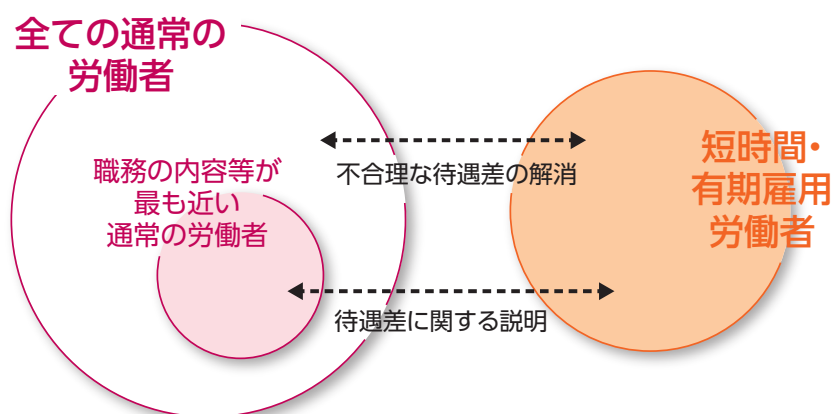 全ての通常の
労働者
職務の内容等が
最も近い
通常の労働者
不合理な待遇差の解消
待遇差に関する説明
短時間・
有期雇用
労働者